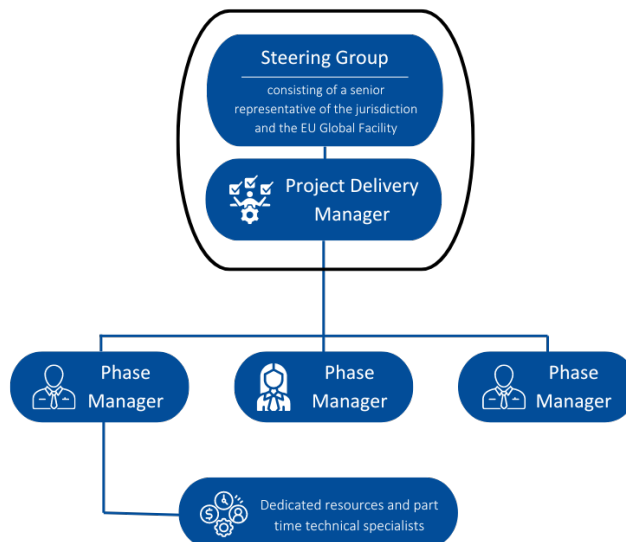 Steering Group
consisting of a senior
representative of the jurisdiction
and the EU Global Facility
Project Delivery
Manager
Phase
Manager
Phase
Manager
Phase
Manager
Dedicated resources and part
time technical specialists